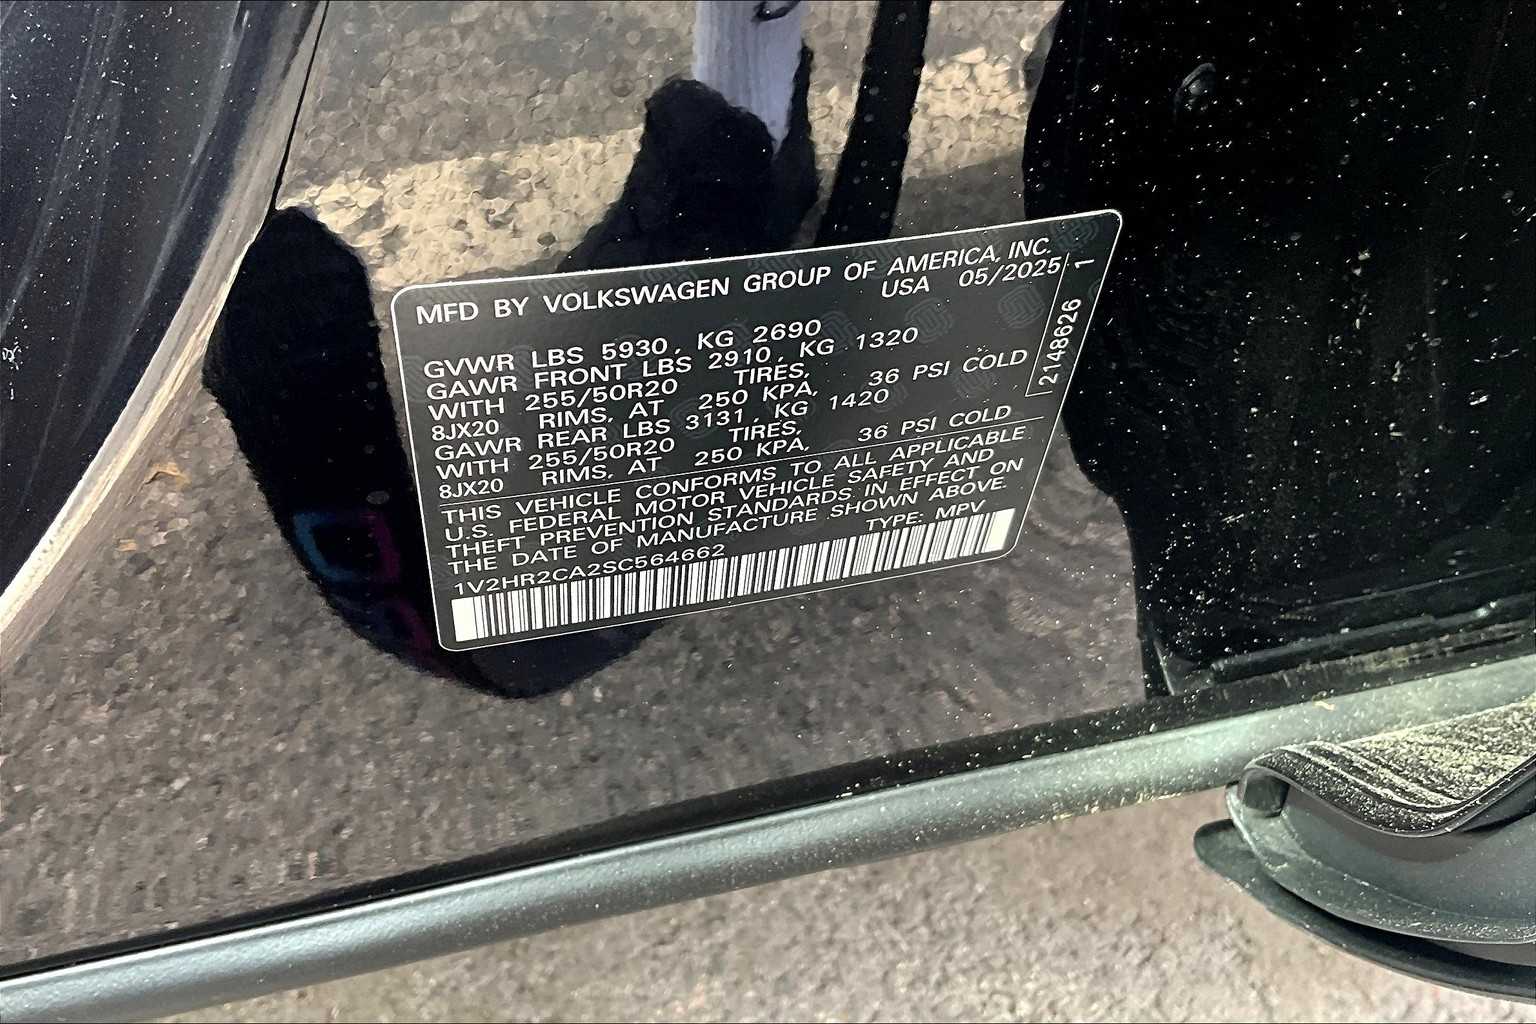 MFD BY VOLKSWAGEN GROUP OF AMERICA, INC.
USA 05/2025
1
2148626
GVWR LBS 5930, KG 2690
GAWR FRONT LBS 2910, KG 1320
WITH 255/50R20 TIRES,
8JX20 RIMS, AT 250 KPA, 36 PSI COLD
GAWR REAR LBS 3131, KG 1420
WITH 255/50R20 TIRES,
8JX20 RIMS, AT 250 KPA, 36 PSI COLD
THIS VEHICLE CONFORMS TO ALL APPLICABLE
U.S. FEDERAL MOTOR VEHICLE SAFETY AND
THEFT PREVENTION STANDARDS IN EFFECT ON
THE DATE OF MANUFACTURE SHOWN ABOVE.
1V2HR2CA2SC564662 TYPE: MPV